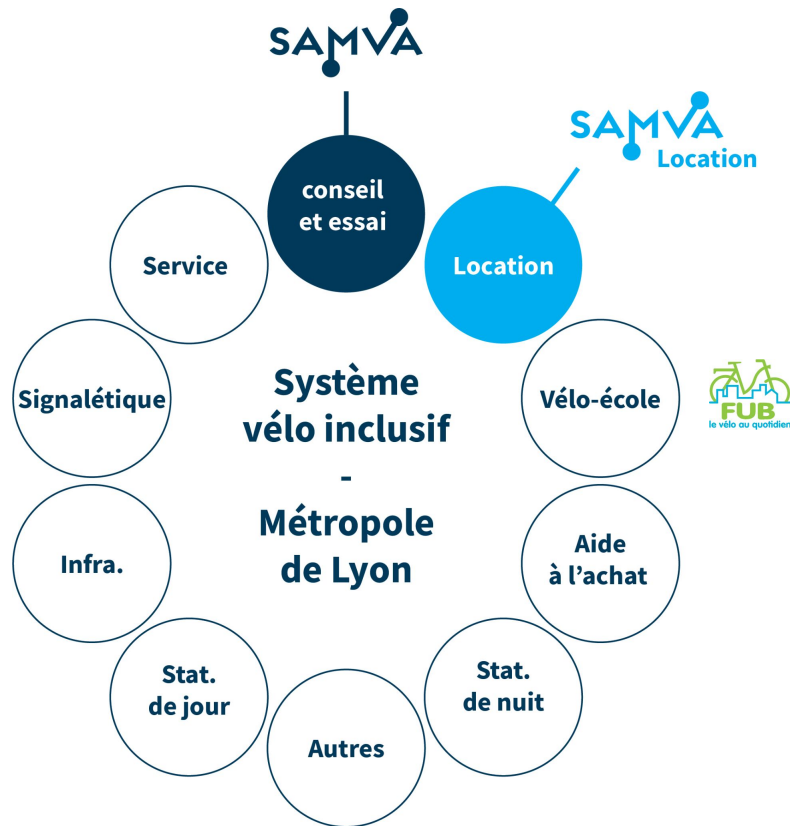 SAMVA
SAMVA
Location
conseil
et essai
Location
Service
Signalétique
Système
vélo inclusif
-
Métropole
de Lyon
Vélo-école
FUB
le vélo au quotidien
Infra.
Aide
à l’achat
Stat.
de jour
Autres
Stat.
de nuit